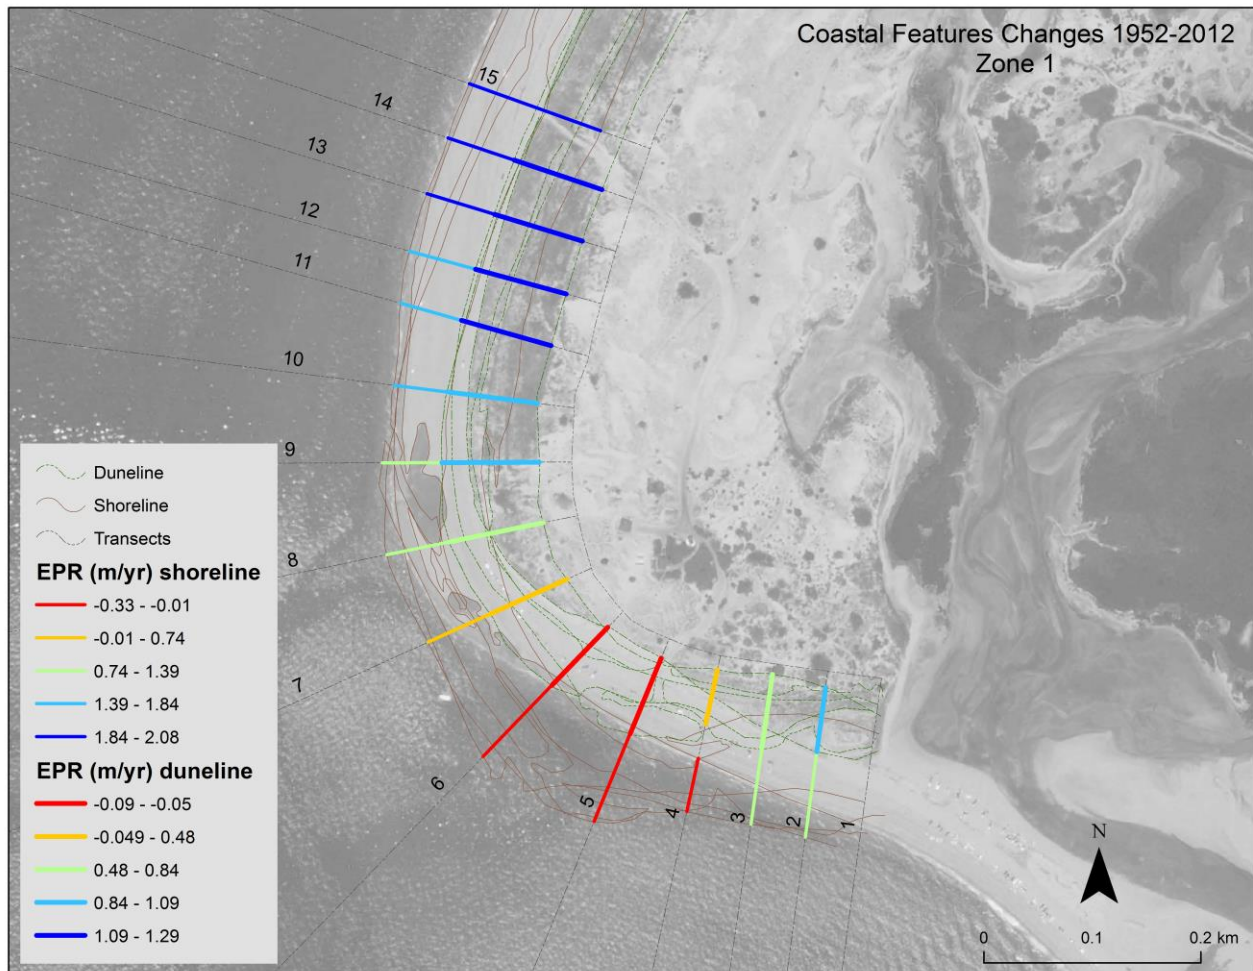 Coastal Features Changes 1952-2012
Zone 1
15
14
13
12
11
10
9
8
7
6
5
4
3
2
1
Duneline
Shoreline
Transects
EPR (m/yr) shoreline
-0.33 - -0.01
-0.01 - 0.74
0.74 - 1.39
1.39 - 1.84
1.84 - 2.08
EPR (m/yr) duneline
-0.09 - -0.05
-0.049 - 0.48
0.48 - 0.84
0.84 - 1.09
1.09 - 1.29
N
0 0.1 0.2 km